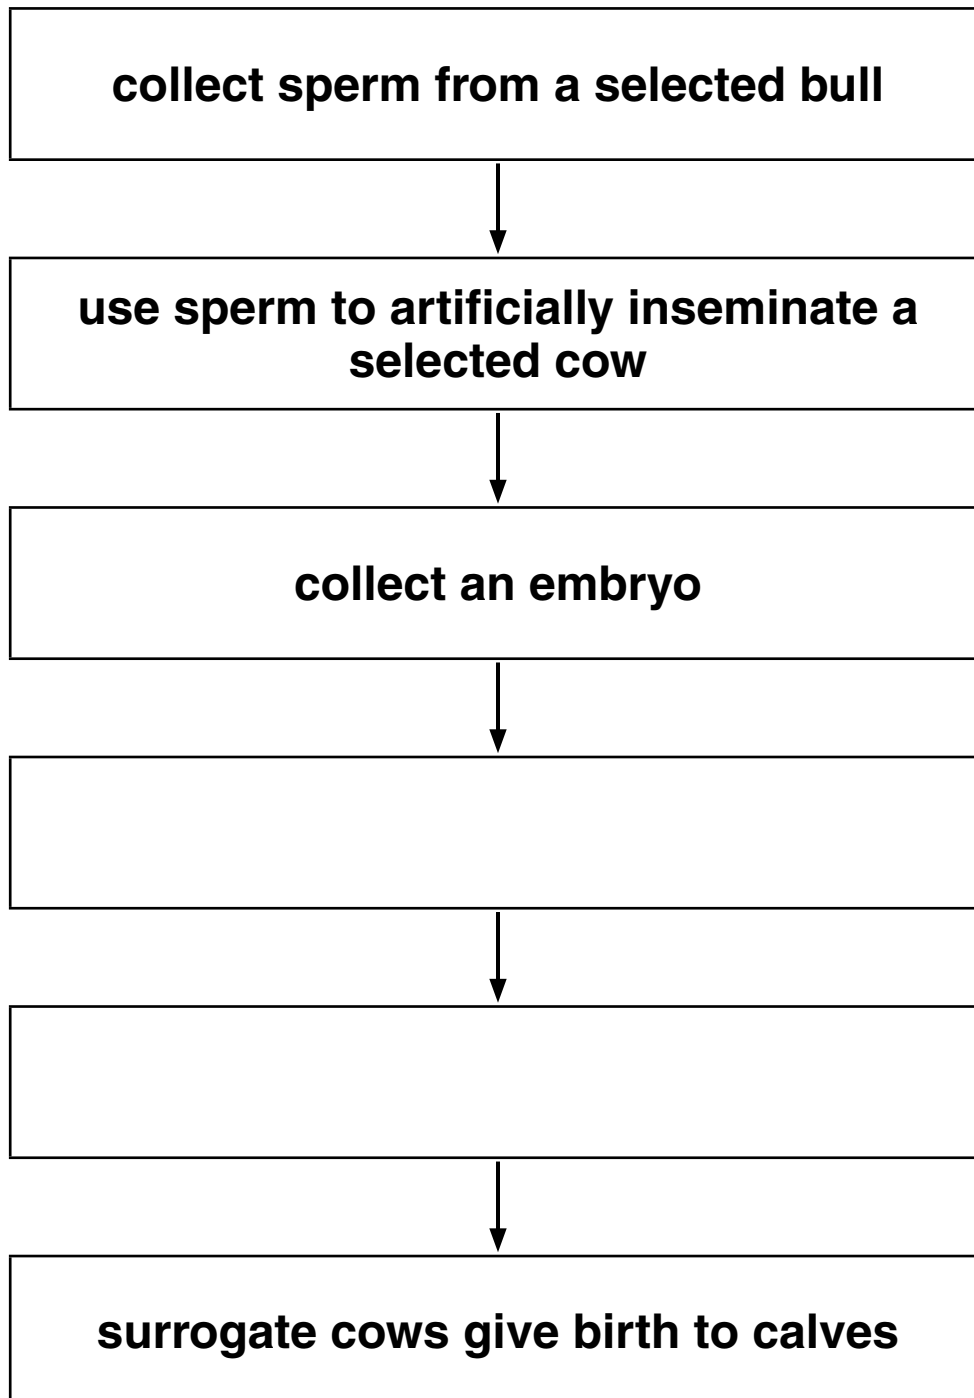 collect sperm from a selected bull
use sperm to artificially inseminate a
selected cow
collect an embryo
surrogate cows give birth to calves